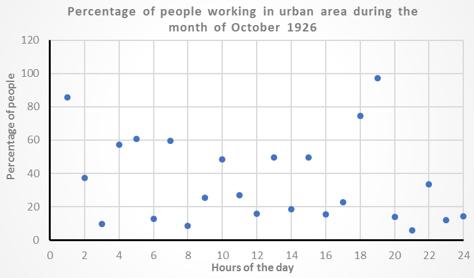 Percentage of people working in urban area during the
month of October 1926
120
100
80
60
40
20
0
Percentage of people
0 2 4 6 8 10 12 14 16 18 20 22 24
Hours of the day